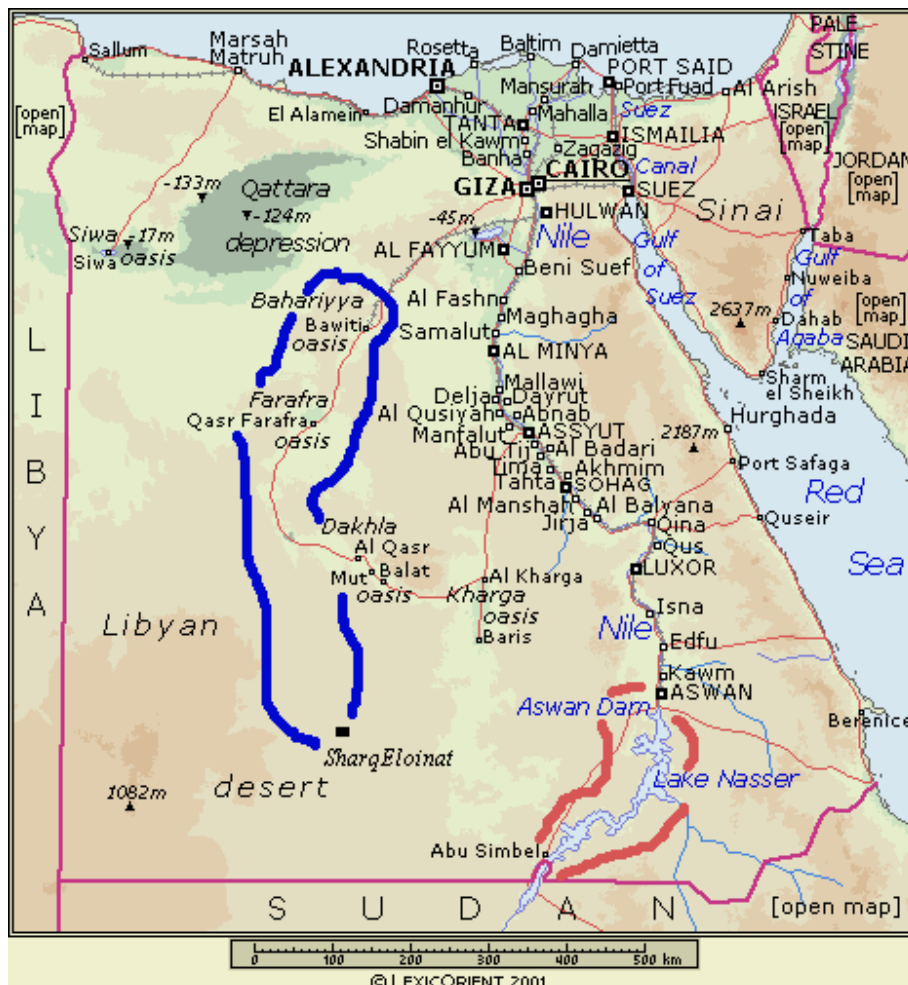 PALE
STINE
Sallum
Marsah
Matruh
Rosetta
Baltim
Damietta
ALEXANDRIA
PORT SAID
Port Fuad
Al Arish
[open]
[map]
El Alamein
Damanhur
Mansurah
Mahalla
Suez
ISRAEL
[open]
[map]
TANTA
ISMAILIA
Shabin el Kawm
Zagazig
Banha
Canal
CAIRO
JORDAN
[open]
[map]
GIZA
SUEZ
-133m
Qattara
-124m
depression
-45m
HULWAN
Sinai
Siwa
-17m
oasis
Siwa
AL FAYYUM
Nile
Taba
Beni Suef
Gulf
of
Suez
Gulf
of
Aqaba
Nuweiba
Bahariyya
Bawiti
oasis
Al Fashn
Maghagha
2637m
Dahab
[open]
[map]
SAUDI
ARABIA
Samalut
AL MINYA
L
I
B
Y
A
Mallawi
Delja
Dayrut
Sharm
el Sheikh
Farafra
Qasr Farafra
oasis
Al Qusiyah
Abnab
Manfalut
ASSYUT
Hurghada
2187m
Abu Tij
Al Badari
Lima
Akhmim
Port Safaga
Tahta
SOHAG
Al Manshah
Al Balyana
Red
Sea
Dakhla
Jirja
Qina
Quseir
Al Qasr
Qus
Mut
Balat
oasis
Al Kharga
LUXOR
Kharga
oasis
Baris
Isna
Libyan
Nile
Edfu
Kawm
ASWAN
Aswan Dam
Berenice
SharqEloinat
desert
Lake Nasser
1082m
Abu Simbel
S U D A N
[open map]
0 100 200 300 400 500 km
© LEXICORIENT 2001